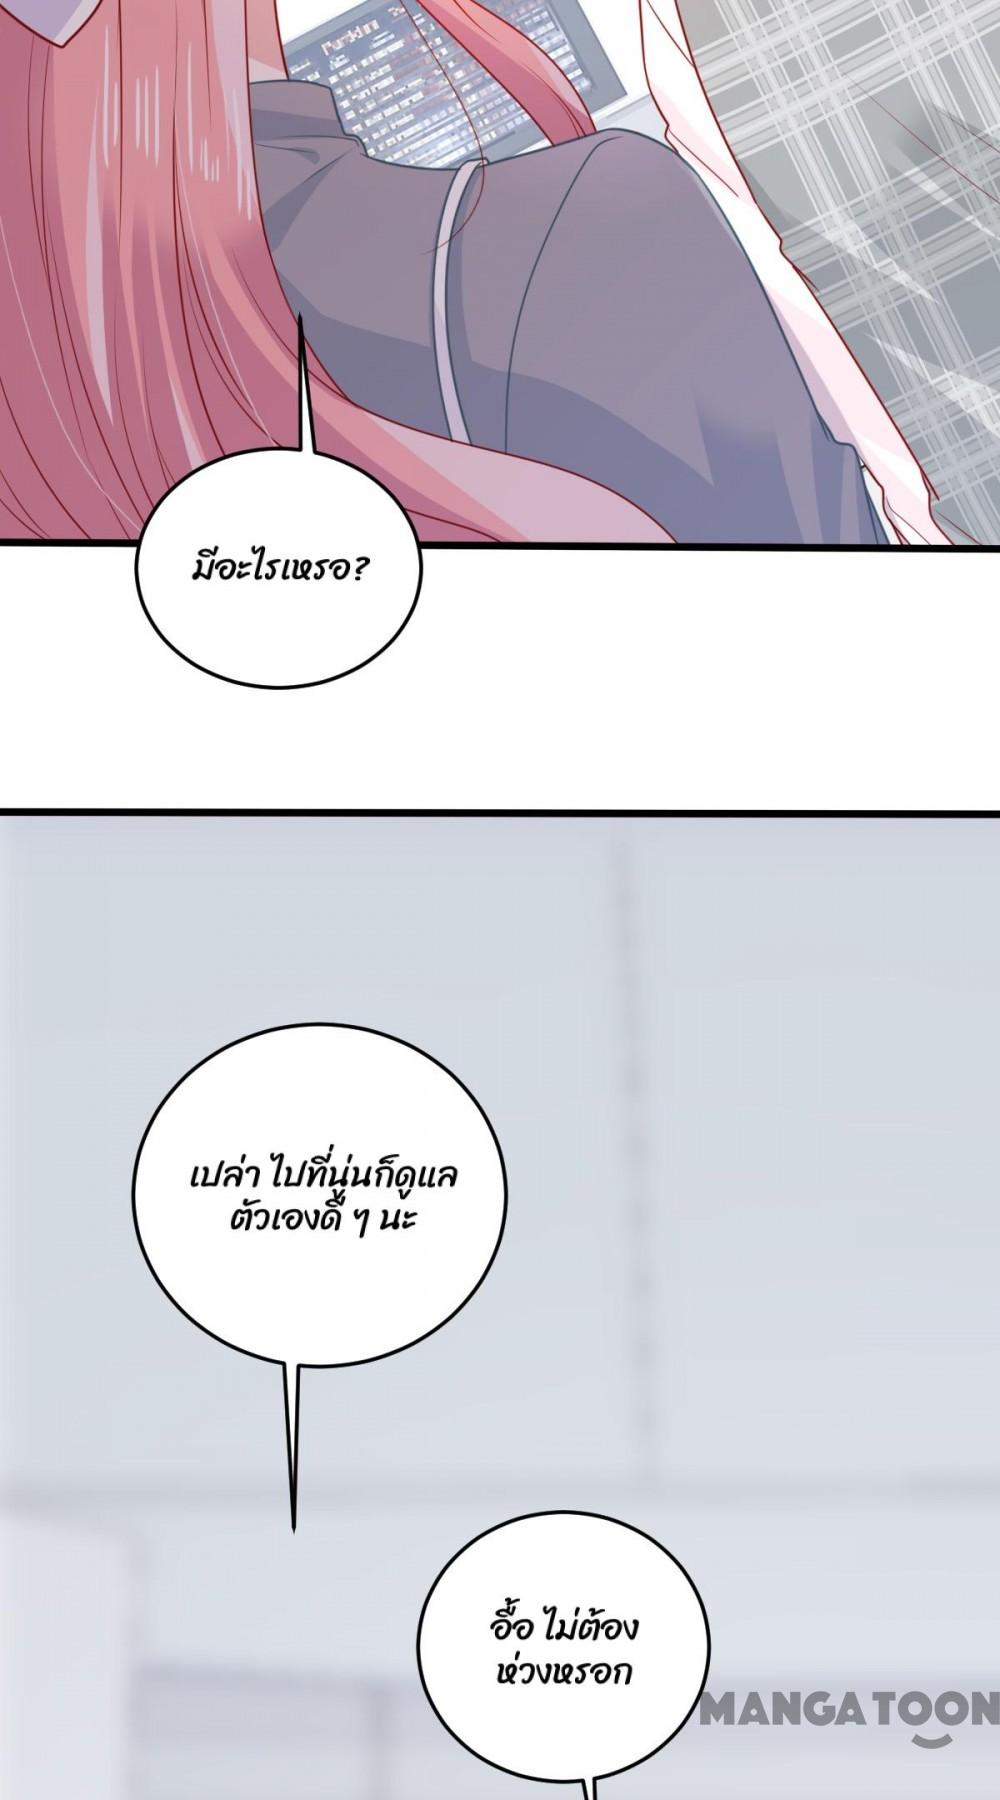 มีอะไรเหรอ?
เปล่า ไปที่นู่นก็ดูแล
ตัวเองดี ๆ นะ
อื้อ ไม่ต้อง
ห่วงหรอก
MANGATOON